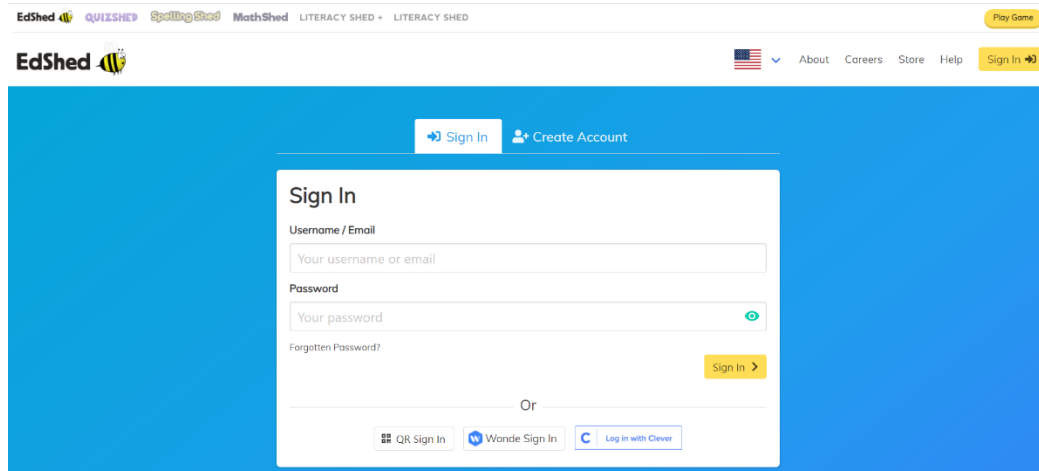 EdShed QUIZSHED Spelling Shed MathShed LITERACY SHED + LITERACY SHED Play Game
EdShed About Careers Store Help Sign In
Sign In Create Account
Sign In
Username / Email
Your username or email
Password
Your password
Forgotten Password?
Sign In
Or
QR Sign In W Wonde Sign In C Log in with Clever